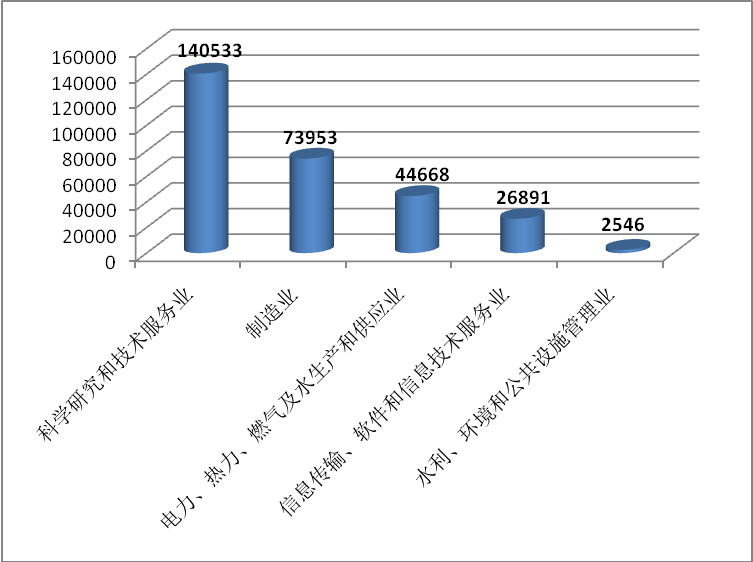 160000
140000
120000
100000
80000
60000
40000
20000
0
140533
73953
44668
26891
2546
科学研究和技术服务业
制造业
电力、热力、燃气及水生产和供应业
信息传输、软件和信息技术服务业
水利、环境和公共设施管理业